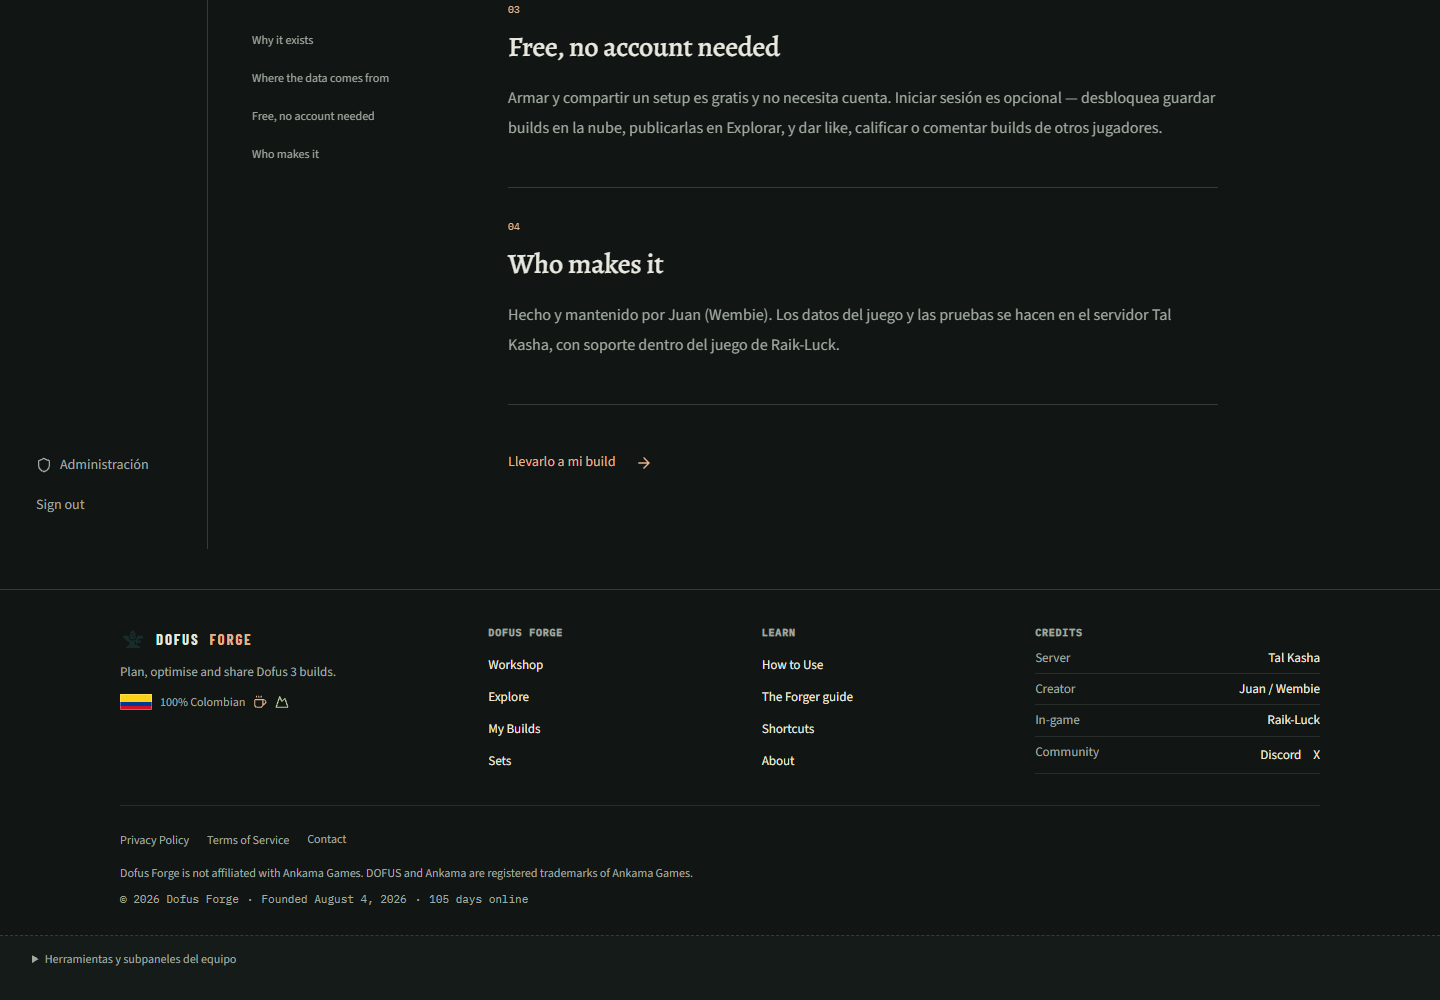 Why it exists
Where the data comes from
Free, no account needed
Who makes it
03
Free, no account needed
Armar y compartir un setup es gratis y no necesita cuenta. Iniciar sesión es opcional — desbloquea guardar
builds en la nube, publicarlas en Explorar, y dar like, calificar o comentar builds de otros jugadores.
04
Who makes it
Hecho y mantenido por Juan (Wembie). Los datos del juego y las pruebas se hacen en el servidor Tal
Kasha, con soporte dentro del juego de Raik-Luck.
Llevarlo a mi build
Administración
Sign out
DOFUS FORGE
Plan, optimise and share Dofus 3 builds.
100% Colombian
DOFUS FORGE
Workshop
Explore
My Builds
Sets
LEARN
How to Use
The Forger guide
Shortcuts
About
CREDITS
Server Tal Kasha
Creator Juan / Wembie
In-game Raik-Luck
Community Discord X
Privacy Policy Terms of Service Contact
Dofus Forge is not affiliated with Ankama Games. DOFUS and Ankama are registered trademarks of Ankama Games.
© 2026 Dofus Forge · Founded August 4, 2026 · 105 days online
Herramientas y subpaneles del equipo